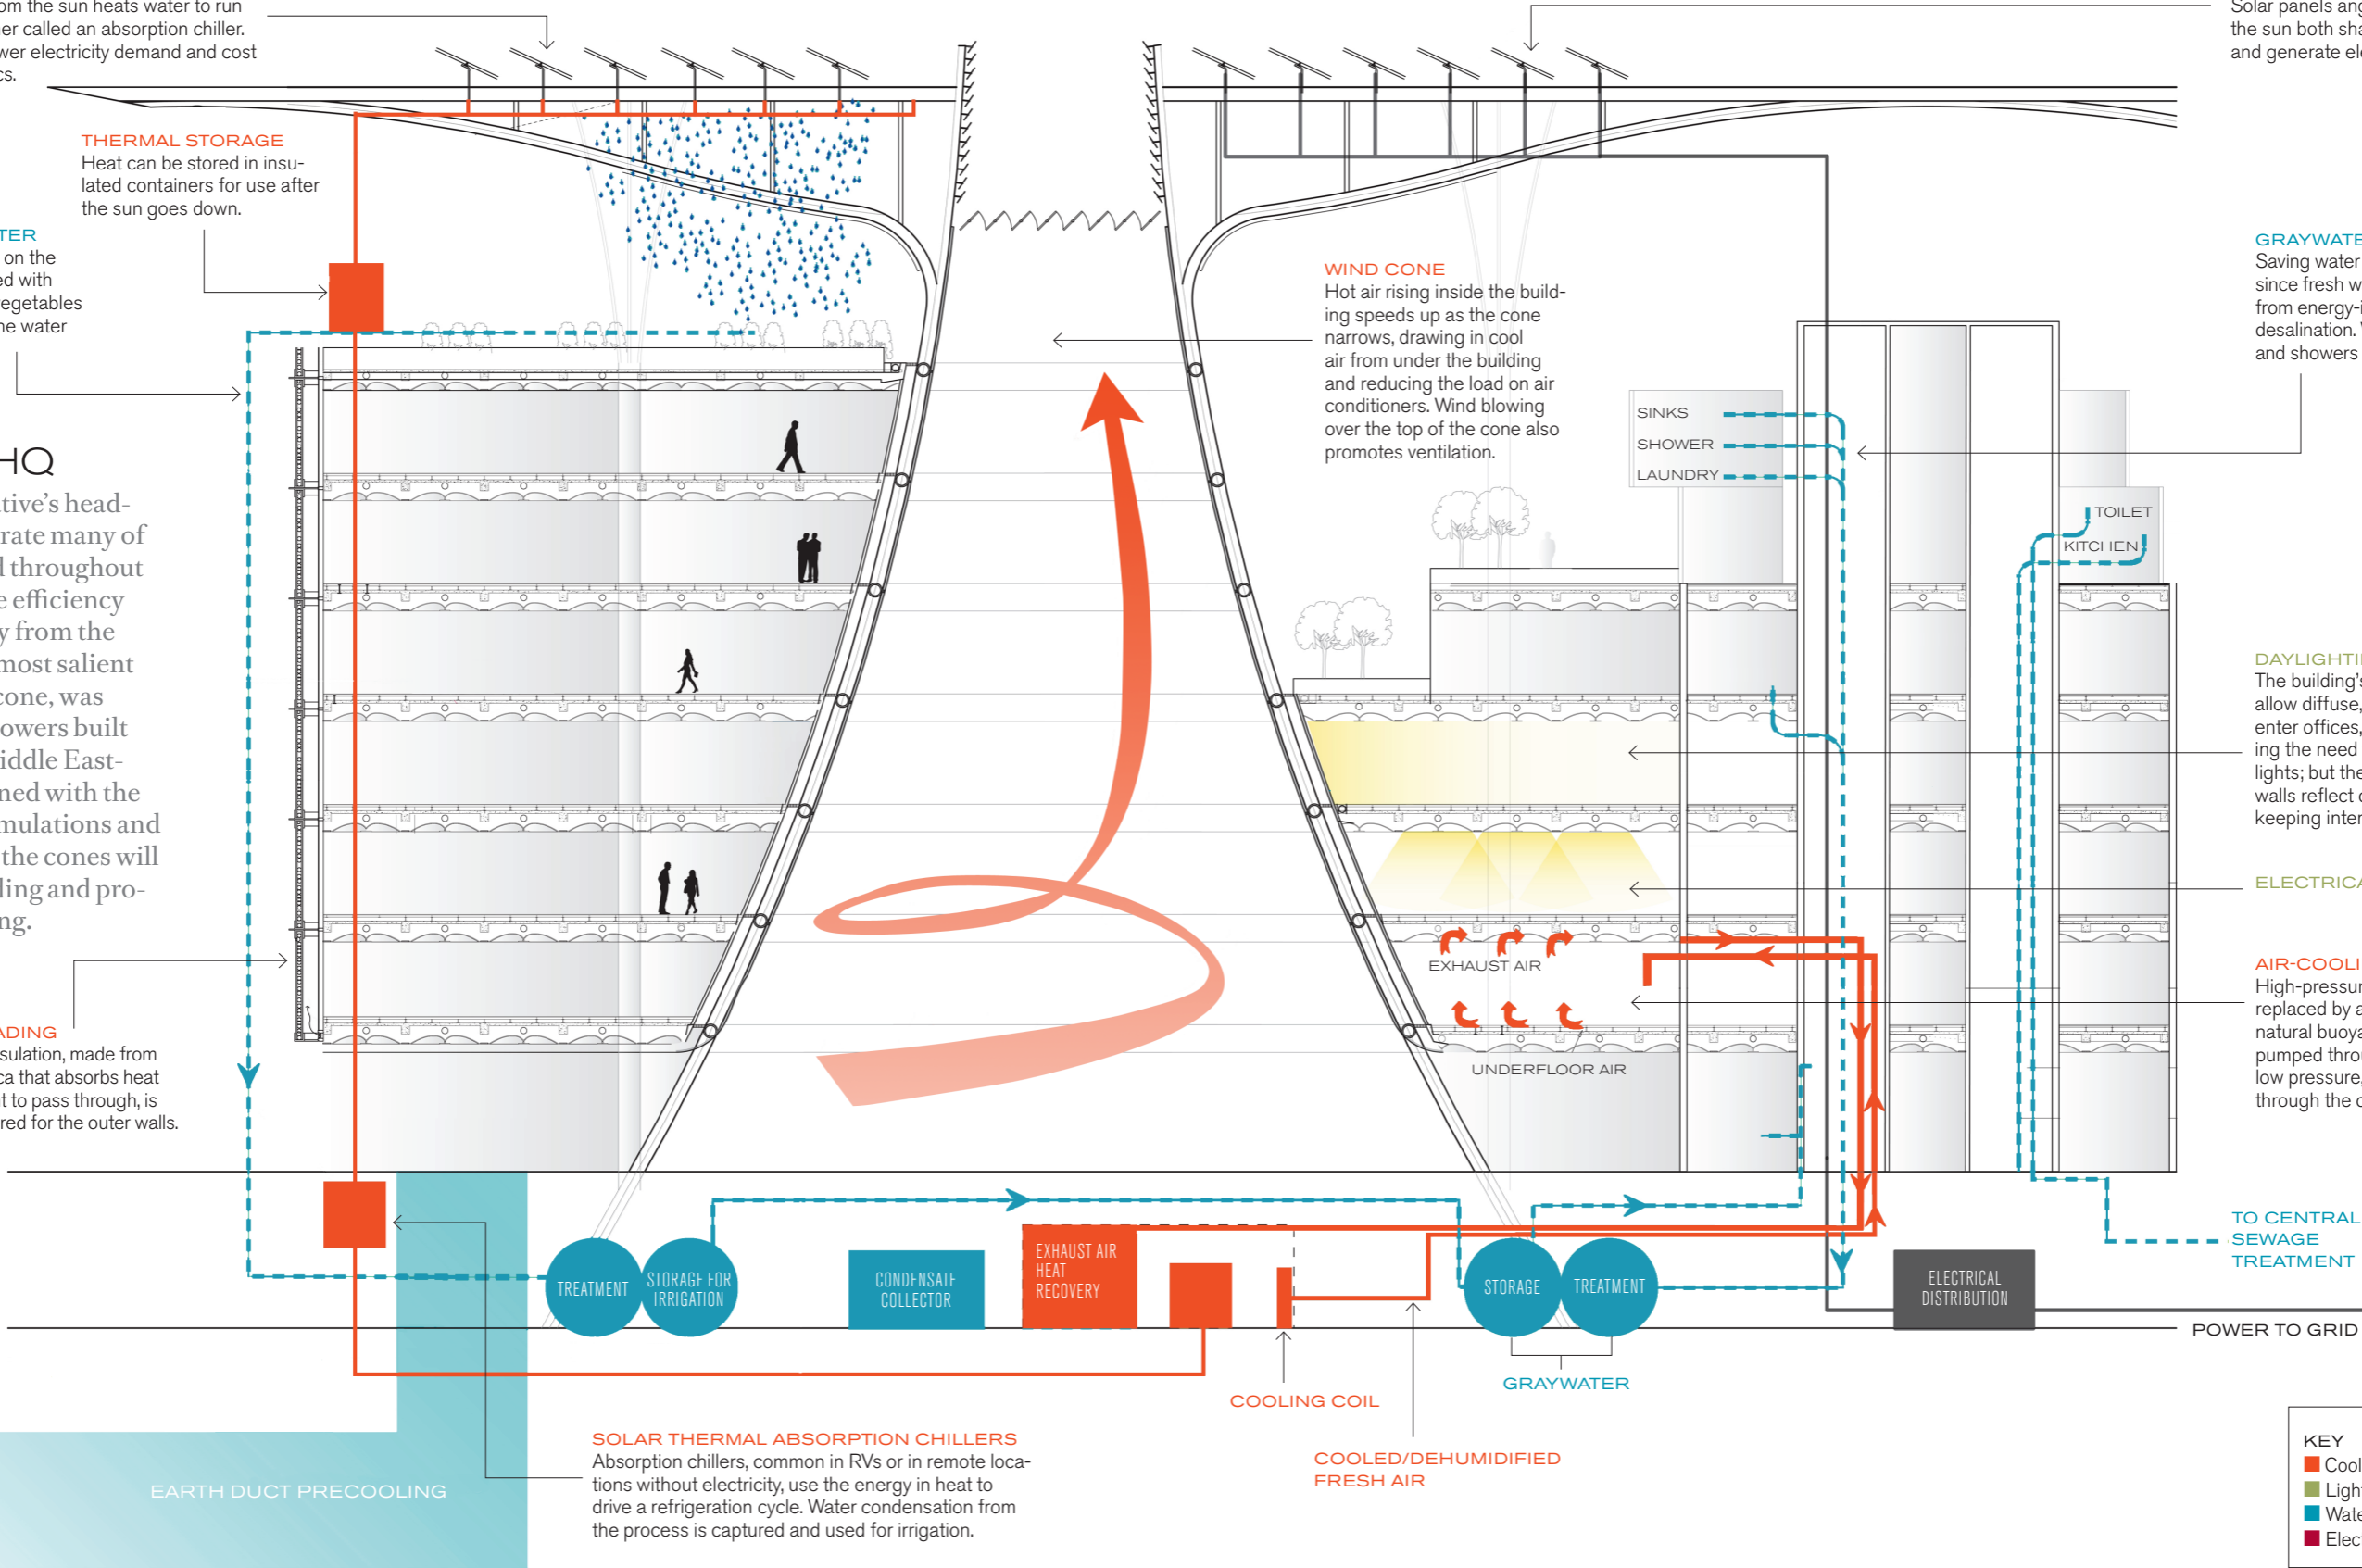 om the sun heats water to run
er called an absorption chiller.
wer electricity demand and cost
cs.
Solar panels ang
the sun both sha
and generate ele
THERMAL STORAGE
Heat can be stored in insu-
lated containers for use after
the sun goes down.
TER
on the
ed with
vegetables
he water
WIND CONE
Hot air rising inside the build-
ing speeds up as the cone
narrows, drawing in cool
air from under the building
and reducing the load on air
conditioners. Wind blowing
over the top of the cone also
promotes ventilation.
GRAYWATE
Saving water
since fresh w
from energy-i
desalination. W
and showers
SINKS
SHOWER
LAUNDRY
TOILET
KITCHEN
HQ
ative's head-
rate many of
d throughout
e efficiency
y from the
most salient
cone, was
owers built
iddle East-
ned with the
mulations and
the cones will
ling and pro-
ng.
DAYLIGHTI
The building's
allow diffuse,
enter offices,
ing the need
lights; but the
walls reflect
keeping inter
ELECTRICA
AIR-COOLI
High-pressur
replaced by a
natural buoya
pumped throu
low pressure,
through the c
EXHAUST AIR
UNDERFLOOR AIR
ADING
sulation, made from
ca that absorbs heat
t to pass through, is
red for the outer walls.
TREATMENT
STORAGE FOR
IRRIGATION
CONDENSATE
COLLECTOR
EXHAUST AIR
HEAT
RECOVERY
STORAGE
TREATMENT
ELECTRICAL
DISTRIBUTION
TO CENTRAL
SEWAGE
TREATMENT
POWER TO GRID
GRAYWATER
COOLING COIL
COOLED/DEHUMIDIFIED
FRESH AIR
SOLAR THERMAL ABSORPTION CHILLERS
Absorption chillers, common in RVs or in remote loca-
tions without electricity, use the energy in heat to
drive a refrigeration cycle. Water condensation from
the process is captured and used for irrigation.
EARTH DUCT PRECOOLING
KEY
Cool
Ligh
Wate
Elec